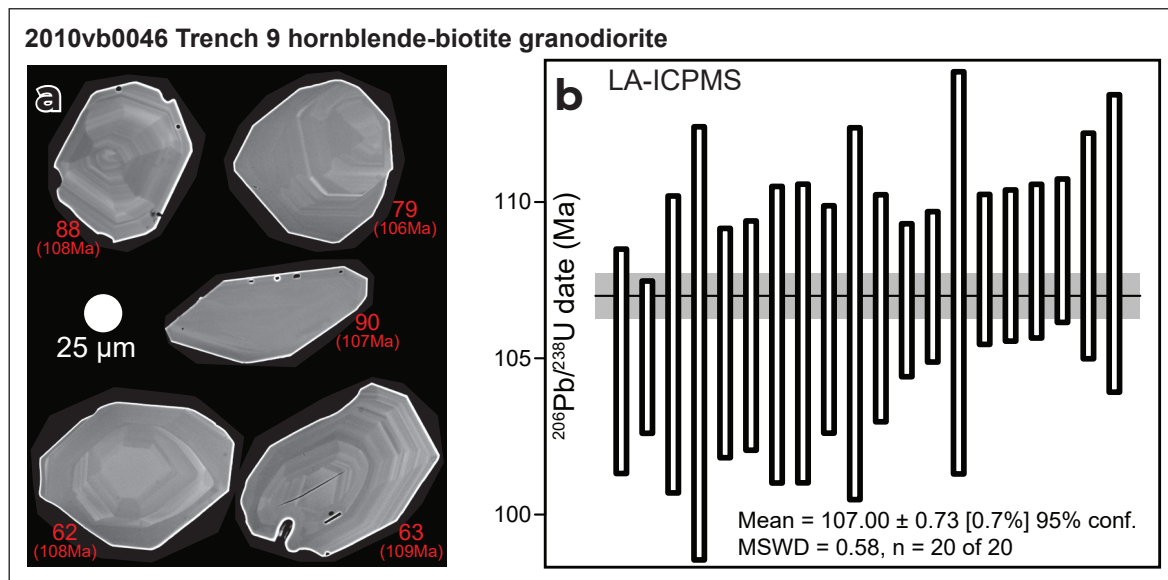 2010vb0046 Trench 9 hornblende-biotite granodiorite
a
88
(108Ma)
79
(106Ma)
90
(107Ma)
25 µm
62
(108Ma)
63
(109Ma)
b LA-ICPMS
206Pb/238U date (Ma)
110
105
100
Mean = 107.00 ± 0.73 [0.7%] 95% conf.
MSWD = 0.58, n = 20 of 20